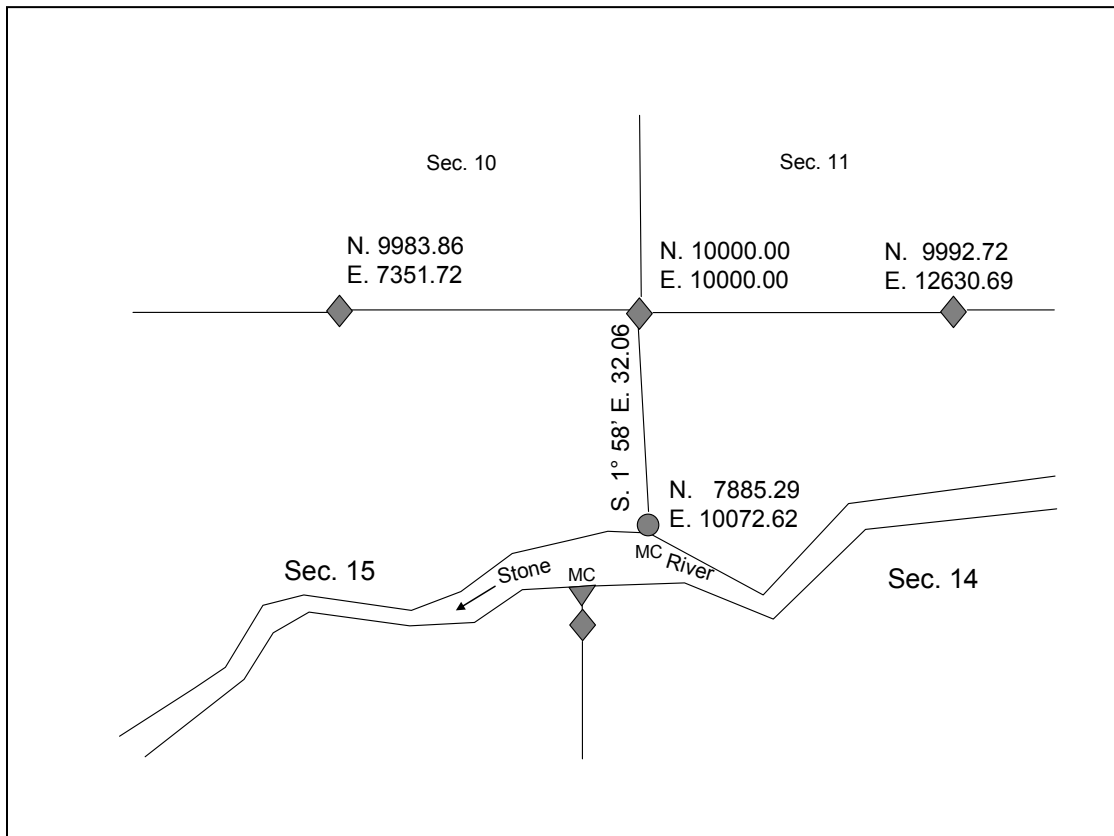 Sec. 10
Sec. 11
N. 9983.86
E. 7351.72
N. 10000.00
E. 10000.00
N. 9992.72
E. 12630.69
S. 1° 58' E. 32.06
N. 7885.29
E. 10072.62
MC River
Sec. 15
Stone
MC
Sec. 14